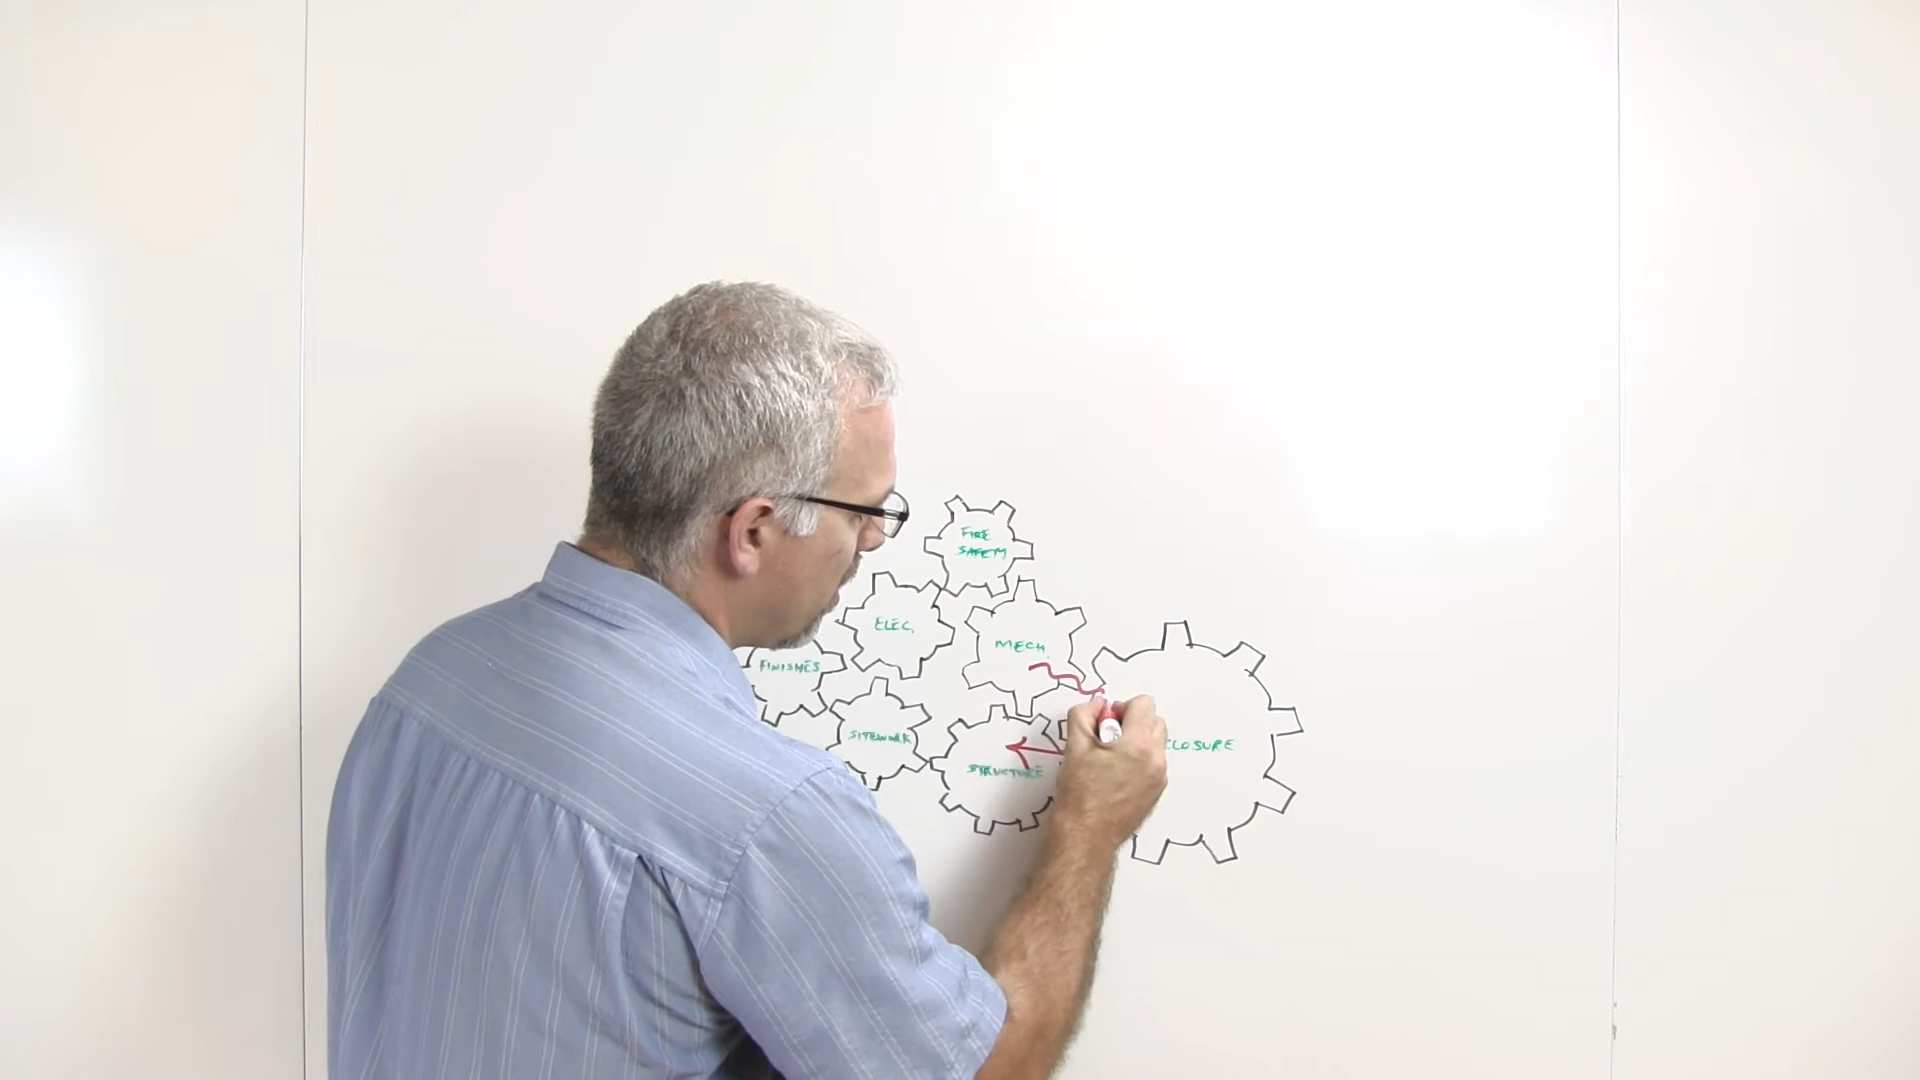 FIRE
SAFETY
ELEC.
MECH.
FINISHES
SITEWORK
STRUCTURE
CLOSURE